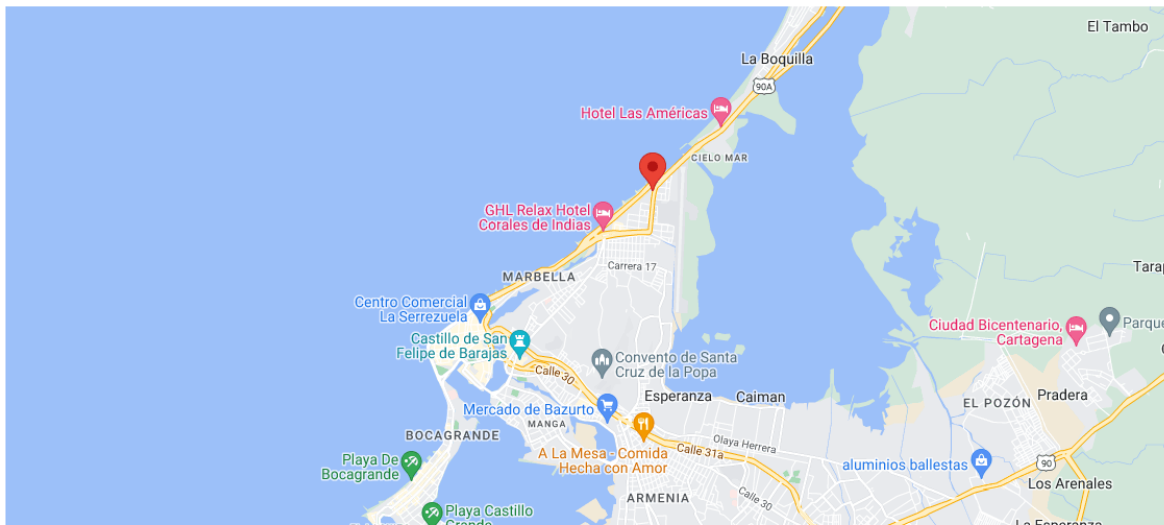 El Tambo
La Boquilla
90A
Hotel Las Américas
CIELO MAR
GHL Relax Hotel
Corales de Indias
Carrera 17
MARBELLA
Centro Comercial
La Serrezuela
Castillo de San
Felipe de Barajas
Ciudad Bicentenario,
Cartagena
Parque
Convento de Santa
Cruz de la Popa
Calle 30
Esperanza
Caiman
Pradera
EL POZÓN
Mercado de Bazurto
MANGA
BOCAGRANDE
Olaya Herrera
A La Mesa - Comida
Hecha con Amor
Calle 31a
Playa De
Bocagrande
aluminios ballestas
90
Los Arenales
ARMENIA
Calle 30
Playa Castillo